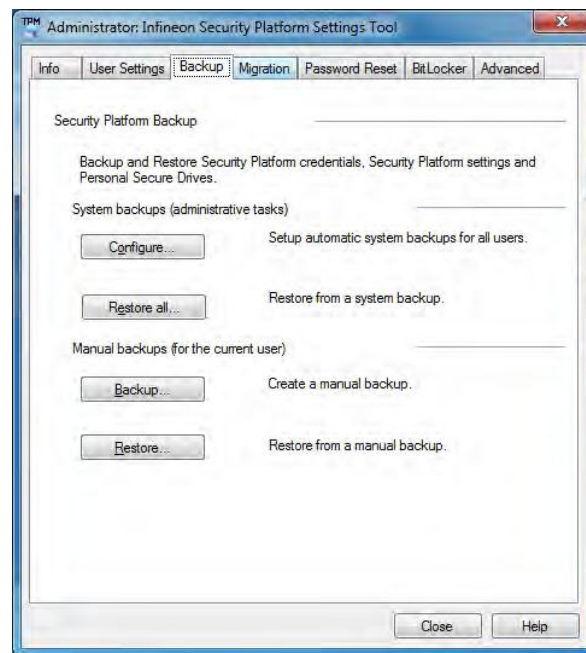 TPM Administrator: Infineon Security Platform Settings Tool
Info User Settings Backup Migration Password Reset BitLocker Advanced
Security Platform Backup
Backup and Restore Security Platform credentials, Security Platform settings and
Personal Secure Drives.
System backups (administrative tasks)
Configure... Setup automatic system backups for all users.
Restore all... Restore from a system backup.
Manual backups (for the current user)
Backup... Create a manual backup.
Restore... Restore from a manual backup.
Close Help